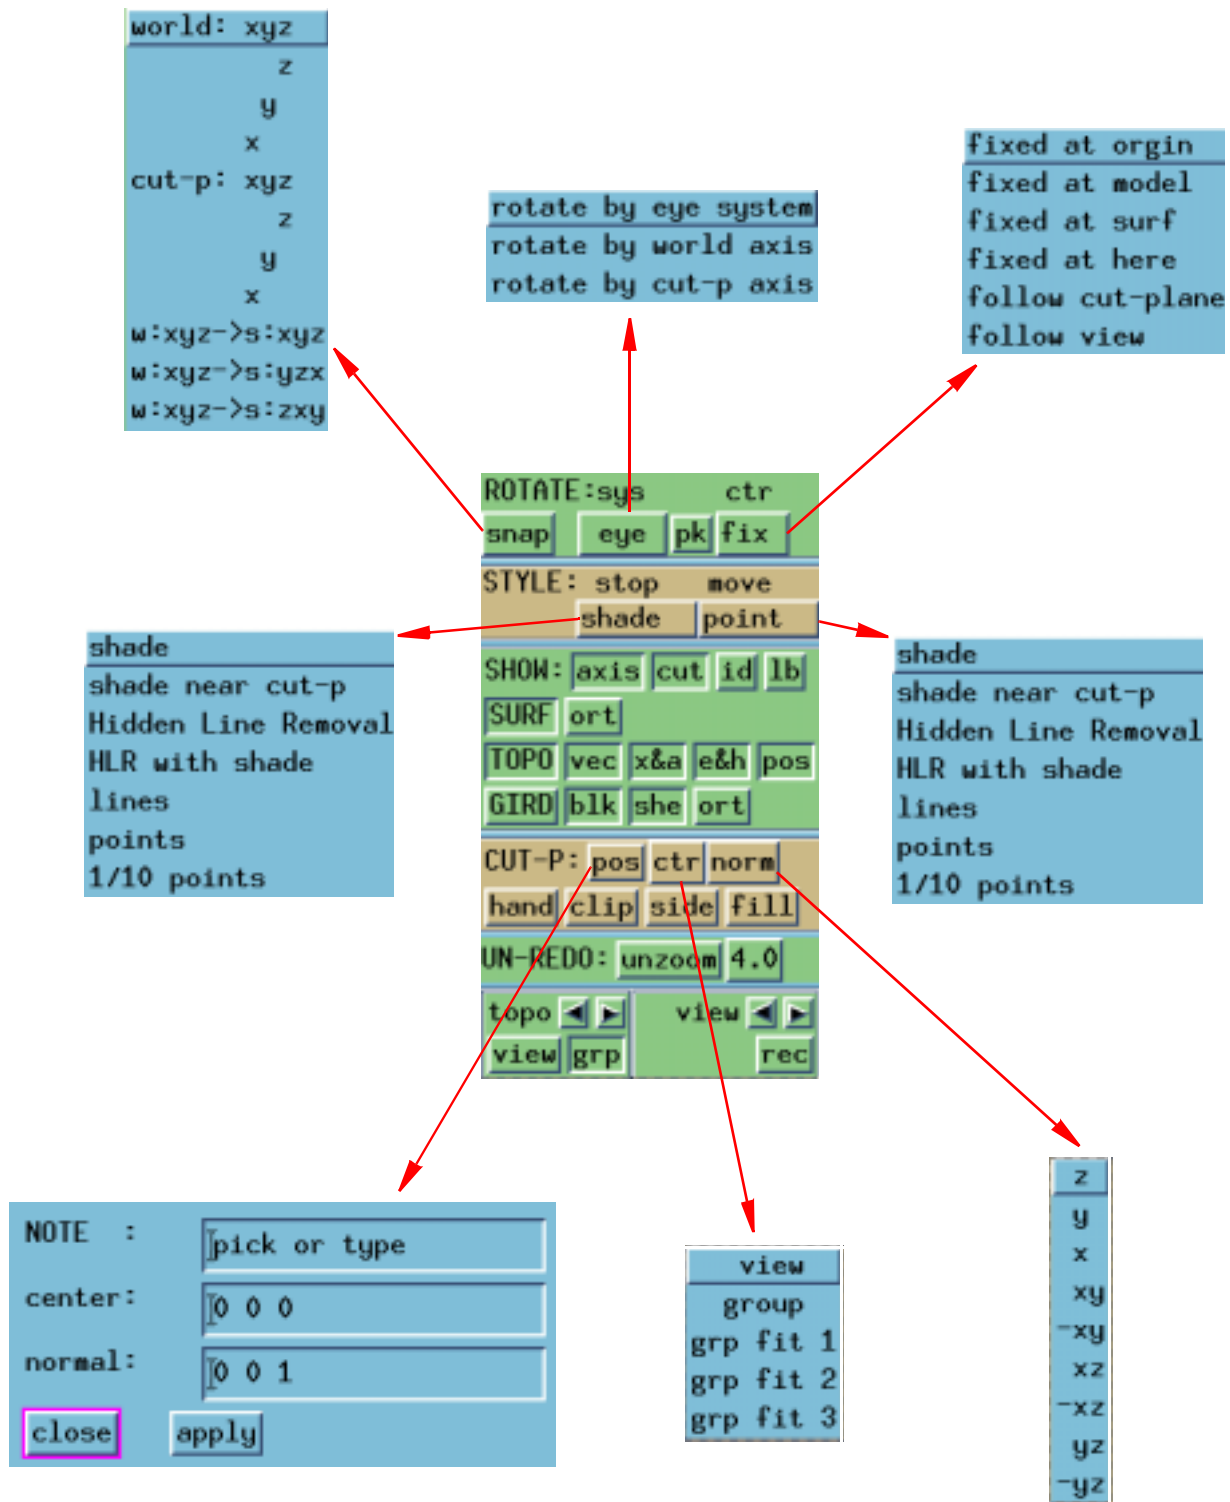 world: xyz
z
y
x
cut-p: xyz
z
y
x
w:xyz->s:xyz
w:xyz->s:yzx
w:xyz->s:zxy
rotate by eye system
rotate by world axis
rotate by cut-p axis
fixed at orgin
fixed at model
fixed at surf
fixed at here
follow cut-plane
follow view
ROTATE:sys ctr
snap eye pk fix
STYLE: stop move
shade point
SHOW: axis cut id lb
SURF ort
TOPO vec x&a e&h pos
GIRD blk she ort
CUT-P: pos ctr norm
hand clip side fill
UN-REDO: unzoom 4.0
topo view
view grp rec
shade
shade near cut-p
Hidden Line Removal
HLR with shade
lines
points
1/10 points
shade
shade near cut-p
Hidden Line Removal
HLR with shade
lines
points
1/10 points
NOTE : pick or type
center: 0 0 0
normal: 0 0 1
close apply
view
group
grp fit 1
grp fit 2
grp fit 3
z
y
x
xy
-xy
xz
-xz
yz
-yz